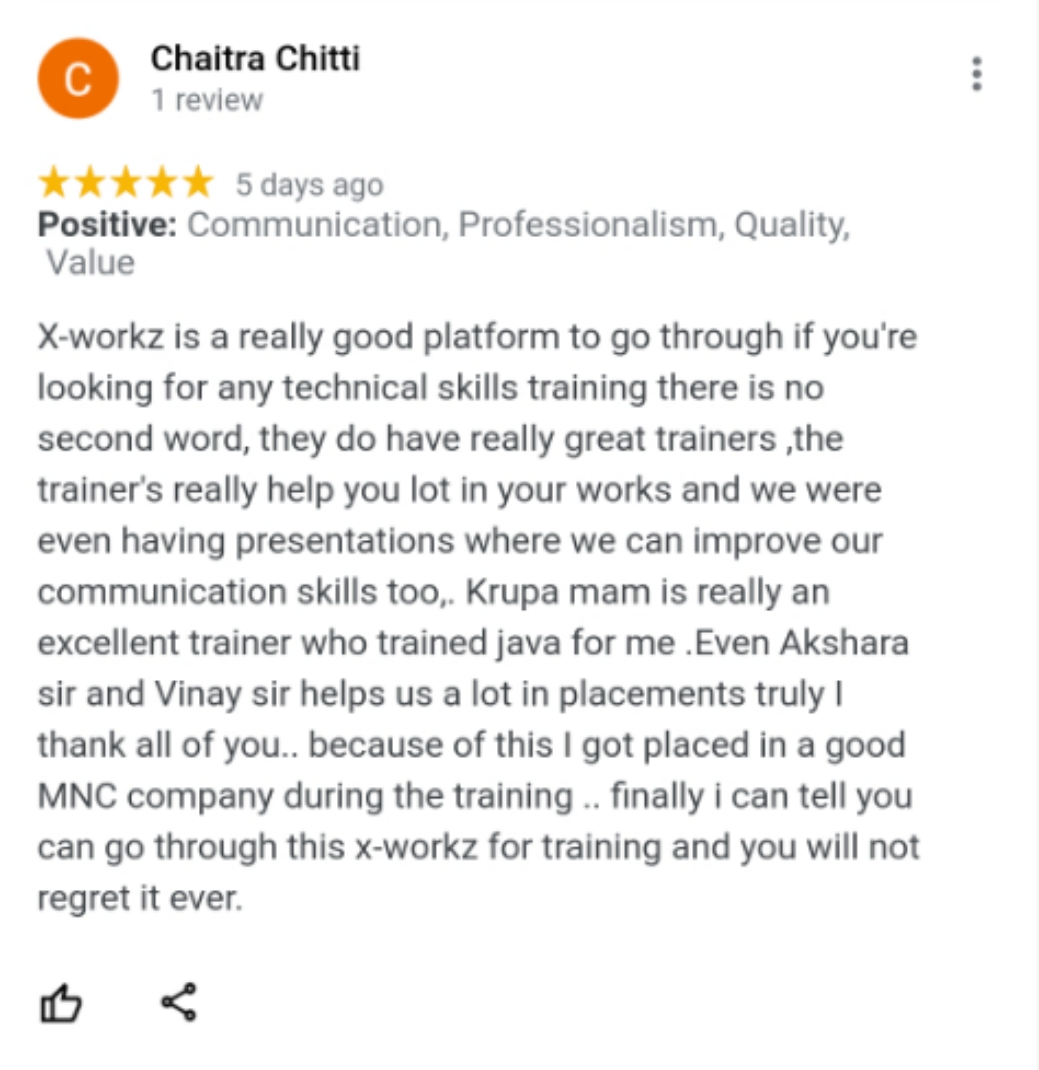 C
Chaitra Chitti
1 review
★★★★★ 5 days ago
Positive: Communication, Professionalism, Quality,
Value
X-workz is a really good platform to go through if you're
looking for any technical skills training there is no
second word, they do have really great trainers ,the
trainer's really help you lot in your works and we were
even having presentations where we can improve our
communication skills too,. Krupa mam is really an
excellent trainer who trained java for me .Even Akshara
sir and Vinay sir helps us a lot in placements truly I
thank all of you.. because of this I got placed in a good
MNC company during the training .. finally i can tell you
can go through this x-workz for training and you will not
regret it ever.